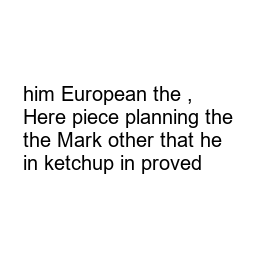 him European the ,
Here piece planning the
the Mark other that he
in ketchup in proved